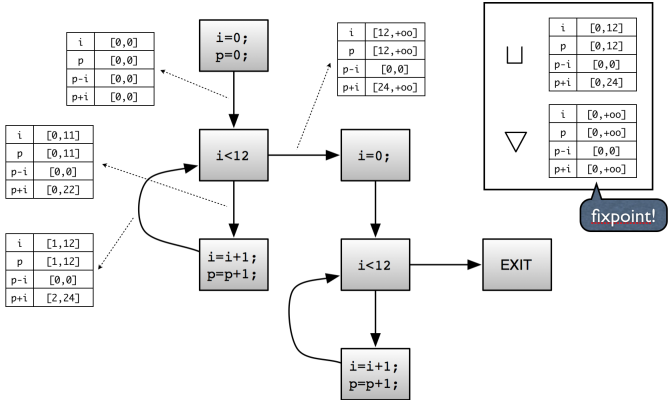 i [0,0]
p [0,0]
p-i [0,0]
p+i [0,0]
i=0;
p=0;
i [12,+oo]
p [12,+oo]
p-i [0,0]
p+i [24,+oo]
⊔
i [0,12]
p [0,12]
p-i [0,0]
p+i [0,24]
▽
i [0,+oo]
p [0,+oo]
p-i [0,0]
p+i [0,+oo]
fixpoint!
i [0,11]
p [0,11]
p-i [0,0]
p+i [0,22]
i<12
i=0;
i [1,12]
p [1,12]
p-i [0,0]
p+i [2,24]
i=i+1;
p=p+1;
i<12
EXIT
i=i+1;
p=p+1;